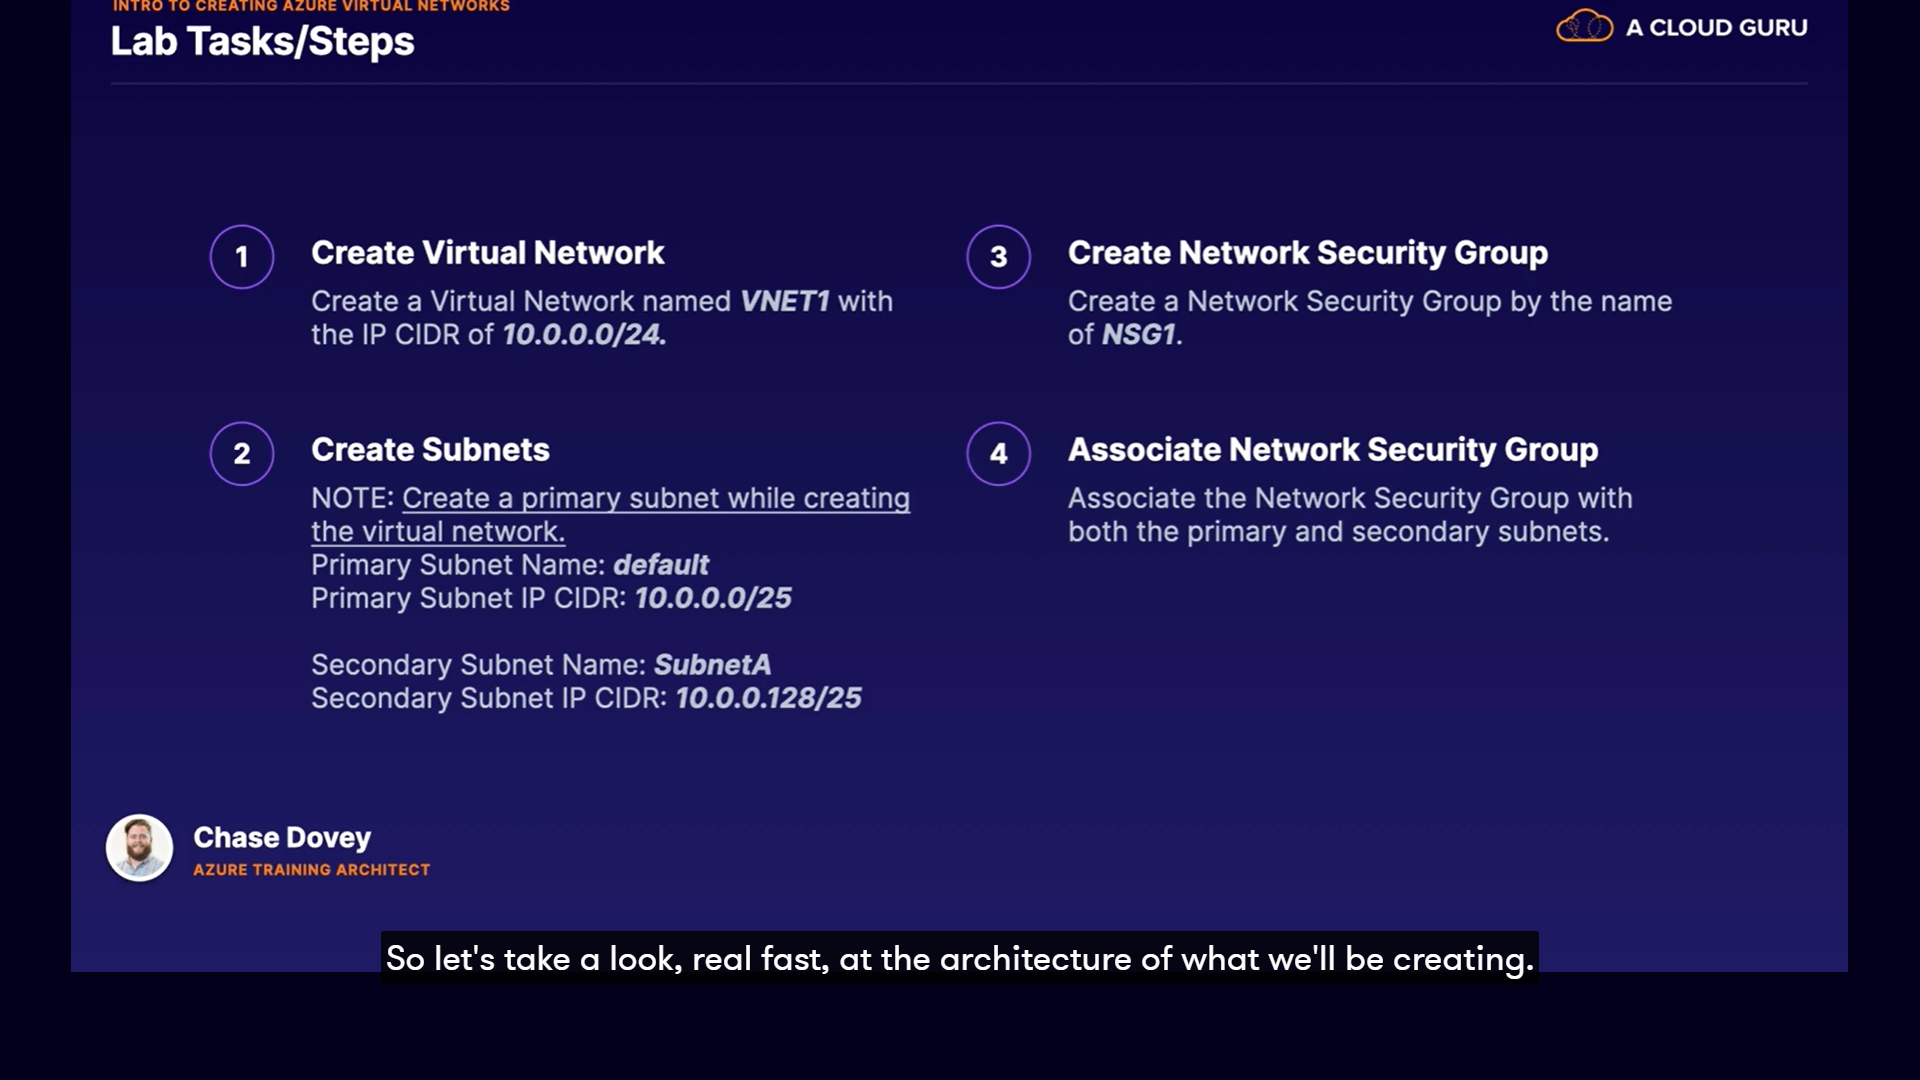 INTRO TO CREATING AZURE VIRTUAL NETWORKS
Lab Tasks/Steps
A CLOUD GURU
1
Create Virtual Network
Create a Virtual Network named VNET1 with
the IP CIDR of 10.0.0.0/24.
2
Create Subnets
NOTE: Create a primary subnet while creating
the virtual network.
Primary Subnet Name: default
Primary Subnet IP CIDR: 10.0.0.0/25
Secondary Subnet Name: SubnetA
Secondary Subnet IP CIDR: 10.0.0.128/25
3
Create Network Security Group
Create a Network Security Group by the name
of NSG1.
4
Associate Network Security Group
Associate the Network Security Group with
both the primary and secondary subnets.
Chase Dovey
AZURE TRAINING ARCHITECT
So let's take a look, real fast, at the architecture of what we'll be creating.